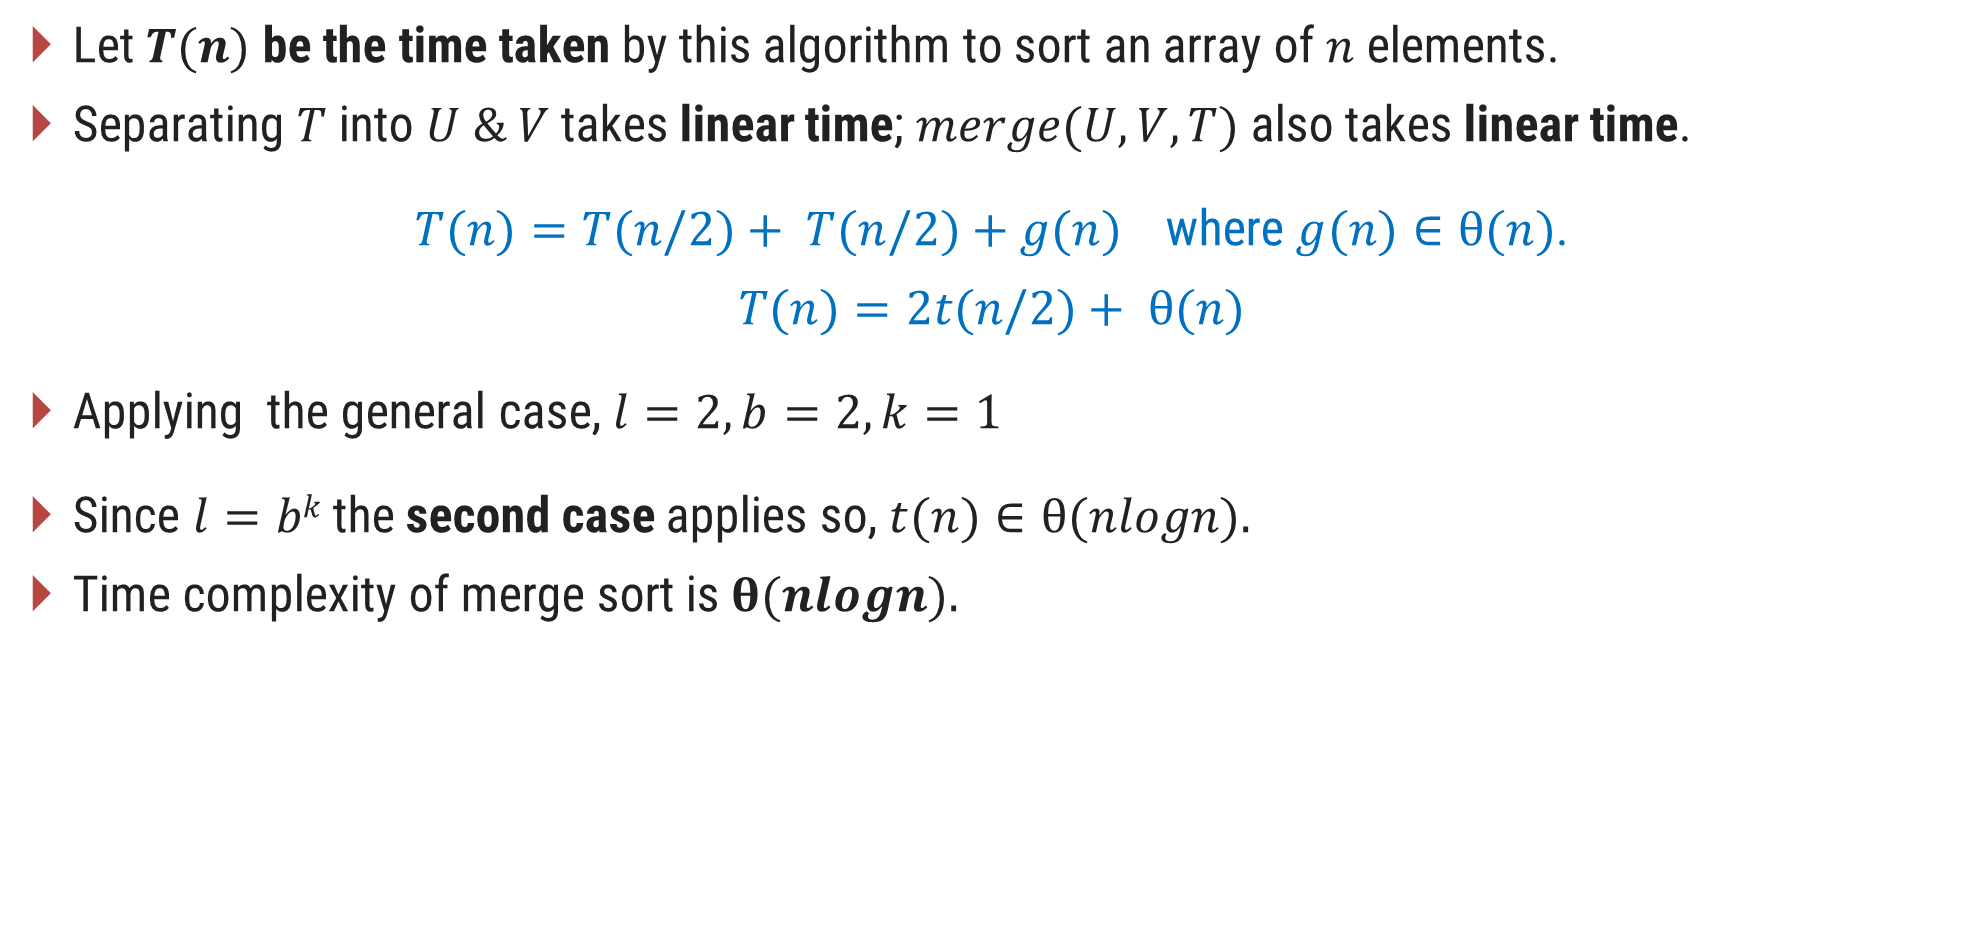 Let T(n) be the time taken by this algorithm to sort an array of n elements.
Separating T into U & V takes linear time; merge(U, V, T) also takes linear time.
T(n) = T(n/2) + T(n/2) + g(n) where g(n) ∈ θ(n).
T(n) = 2t(n/2) + θ(n)
Applying the general case, l = 2, b = 2, k = 1
Since l = bᵏ the second case applies so, t(n) ∈ θ(nlogn).
Time complexity of merge sort is θ(nlogn).